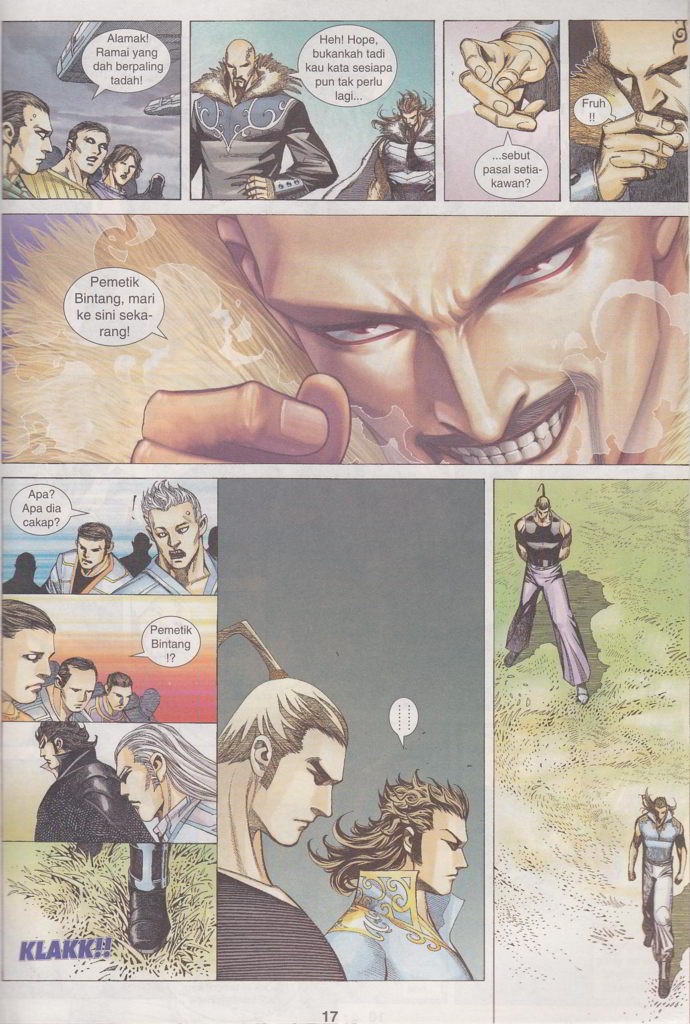 Alamak!
Ramai yang
dah berpaling
tadah!
Heh! Hope,
bukankah tadi
kau kata sesiapa
pun tak perlu
lagi...
...sebut
pasal setia-
kawan?
Fruh
!!
Pemetik
Bintang, mari
ke sini seka-
rang!
Apa?
Apa dia
cakap?
Pemetik
Bintang
!?
KLAKK!!
......
17